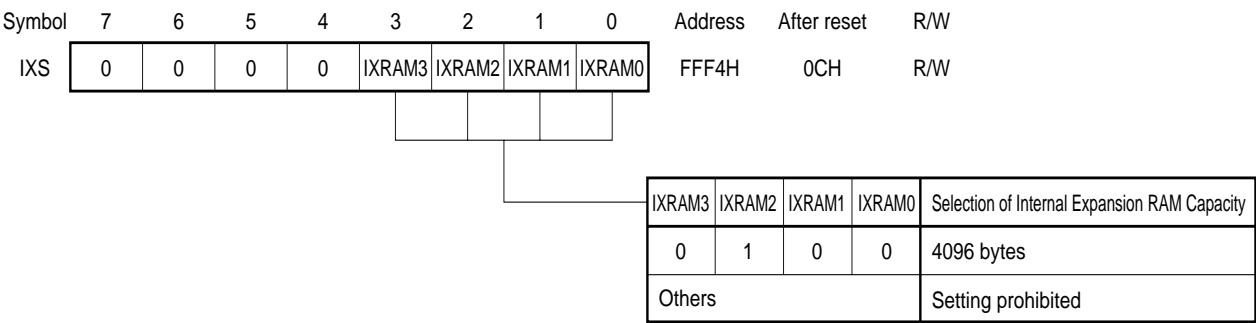 Symbol 7 6 5 4 3 2 1 0 Address After reset R/W
IXS 0 0 0 0 IXRAM3 IXRAM2 IXRAM1 IXRAM0 FFF4H 0CH R/W
IXRAM3 IXRAM2 IXRAM1 IXRAM0 Selection of Internal Expansion RAM Capacity
0 1 0 0 4096 bytes
Others Setting prohibited